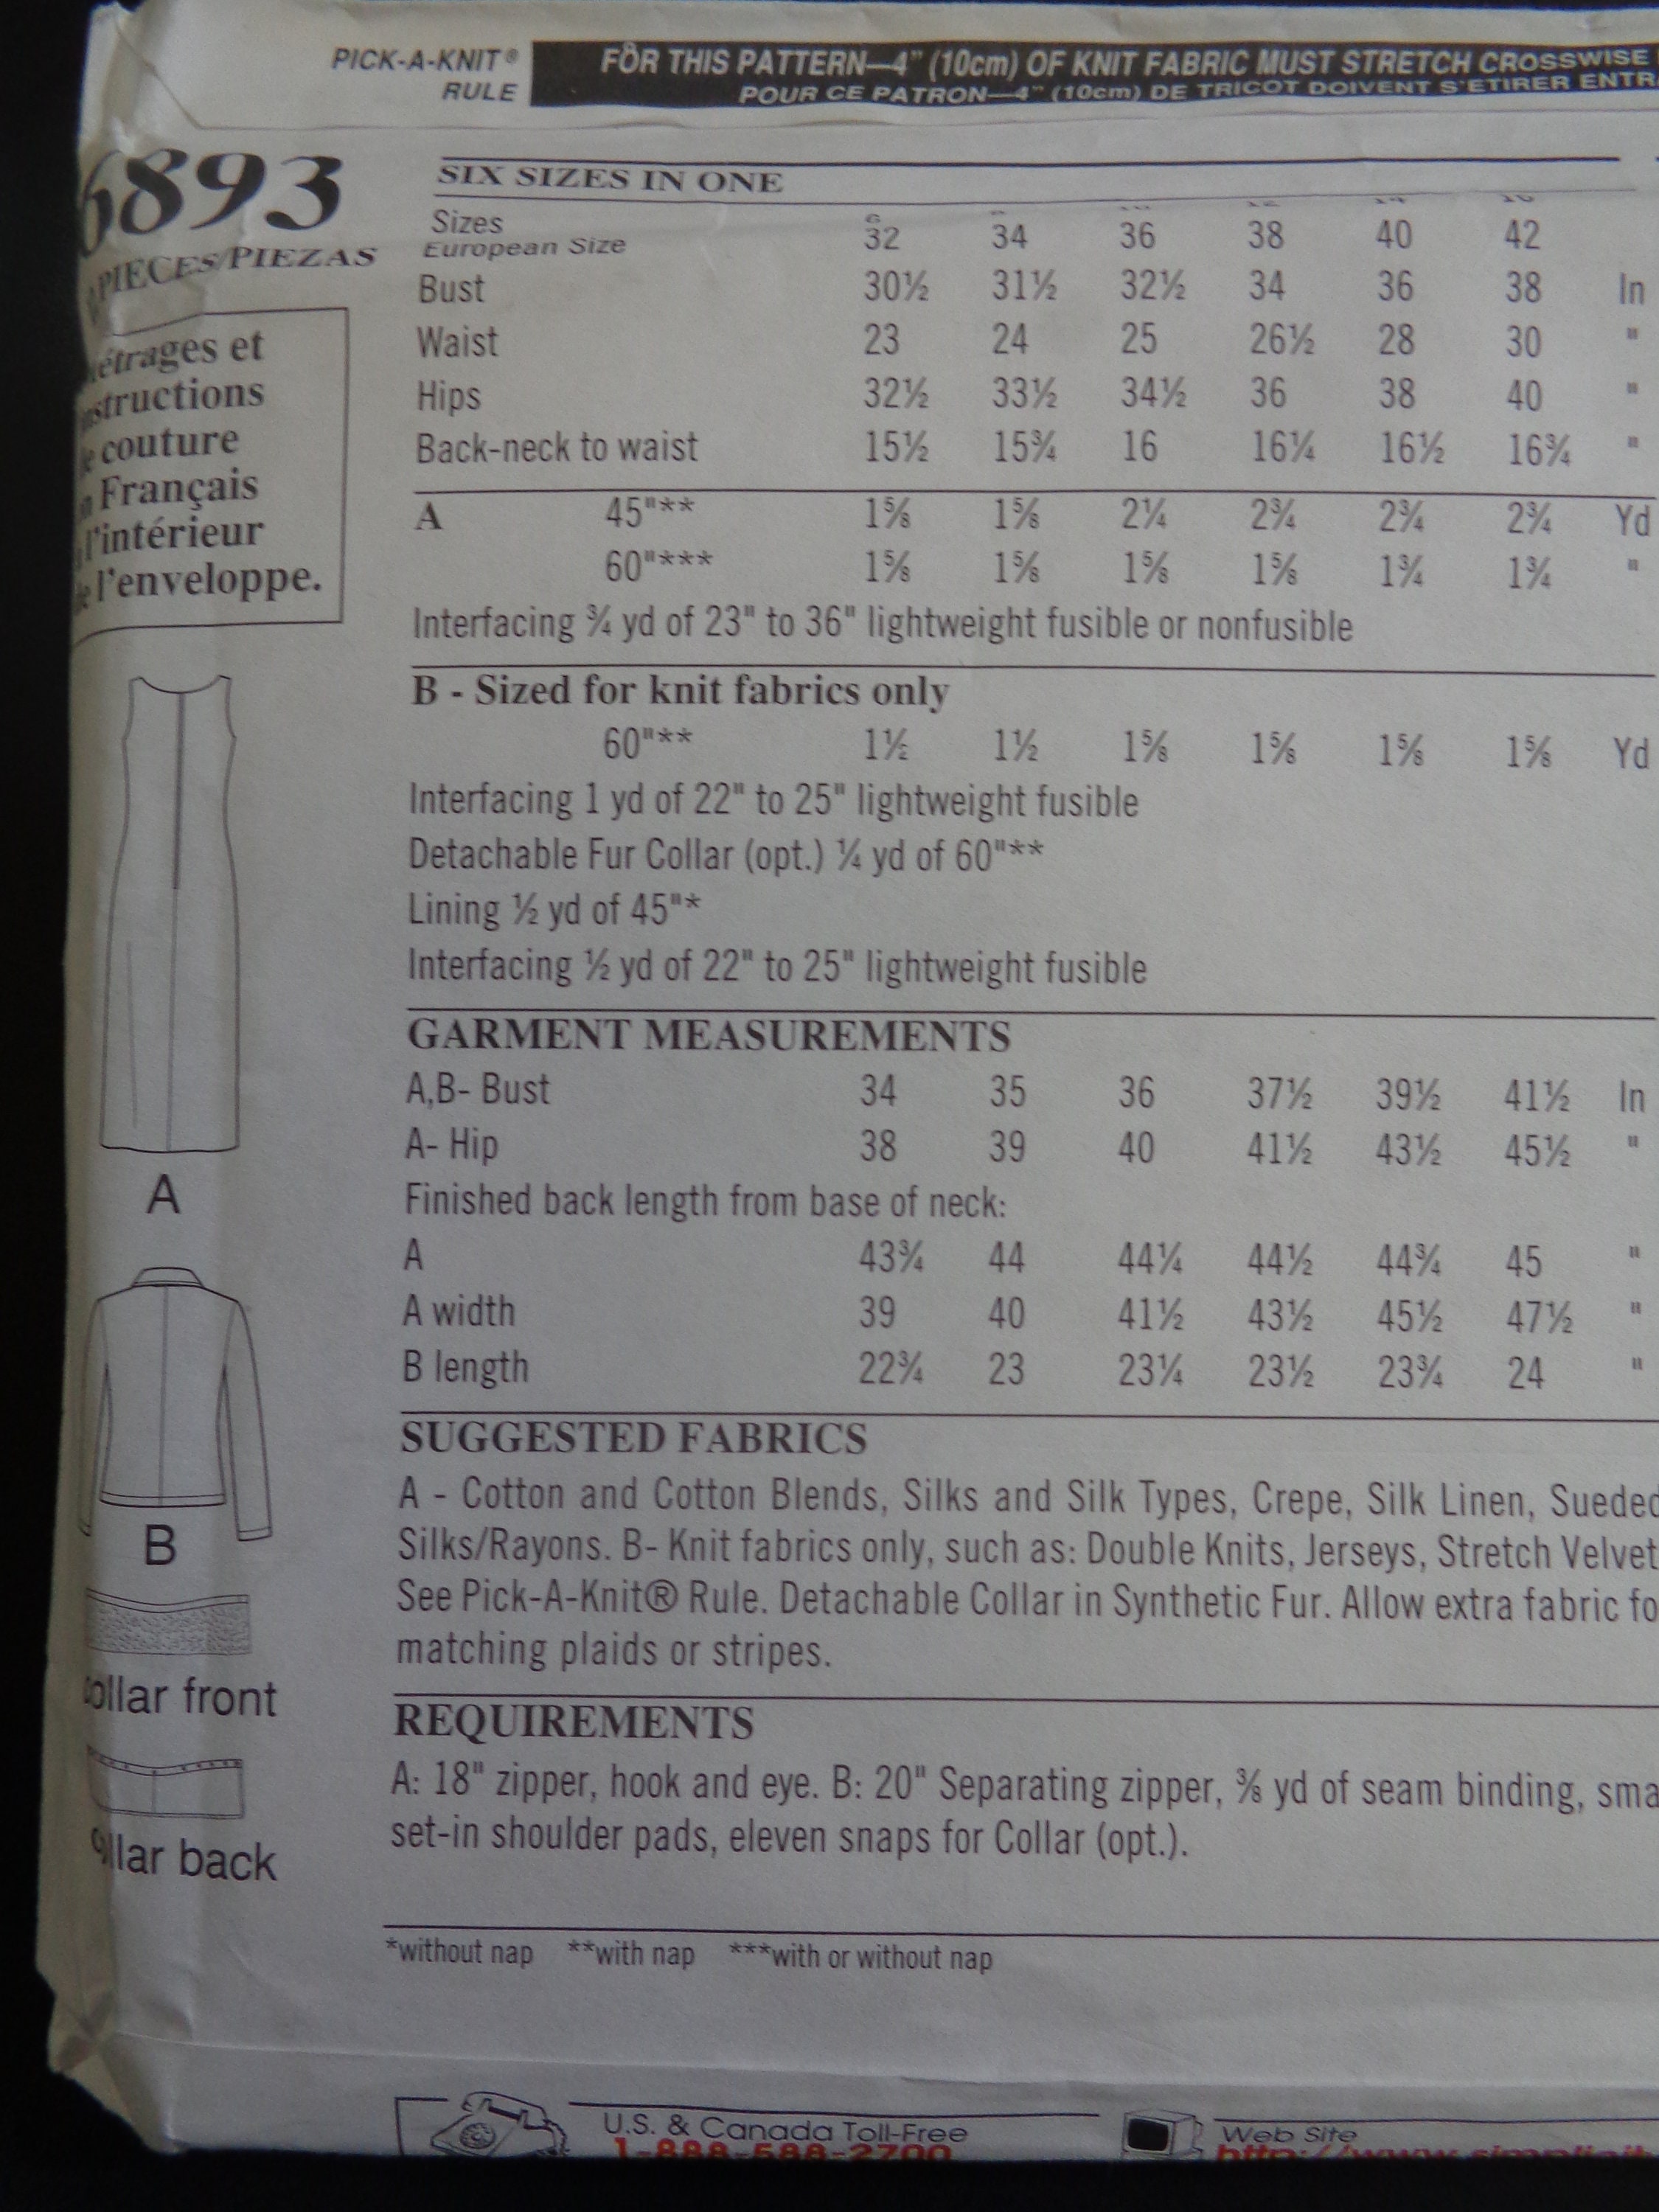 PICK-A-KNIT® RULE
FOR THIS PATTERN—4" (10cm) OF KNIT FABRIC MUST STRETCH CROSSWISE
POUR CE PATRON—4" (10cm) DE TRICOT DOIVENT S'ETIRER ENTR
6893
PIECES/PIEZAS
étrages et
structions
e couture
n Français
l'intérieur
e l'enveloppe.
SIX SIZES IN ONE
Sizes
European Size 32 34 36 38 40 42
Bust 30½ 31½ 32½ 34 36 38 In
Waist 23 24 25 26½ 28 30 "
Hips 32½ 33½ 34½ 36 38 40 "
Back-neck to waist 15½ 15¾ 16 16¼ 16½ 16¾ "
A 45"** 1⅝ 1⅝ 2¼ 2¾ 2¾ 2¾ Yd
60"*** 1⅝ 1⅝ 1⅝ 1⅝ 1¾ 1¾ "
Interfacing ¾ yd of 23" to 36" lightweight fusible or nonfusible
B - Sized for knit fabrics only
60"** 1½ 1½ 1⅝ 1⅝ 1⅝ 1⅝ Yd
Interfacing 1 yd of 22" to 25" lightweight fusible
Detachable Fur Collar (opt.) ¼ yd of 60"**
Lining ½ yd of 45"*
Interfacing ½ yd of 22" to 25" lightweight fusible
GARMENT MEASUREMENTS
A,B- Bust 34 35 36 37½ 39½ 41½ In
A- Hip 38 39 40 41½ 43½ 45½ "
Finished back length from base of neck:
A 43¾ 44 44¼ 44½ 44¾ 45 "
A width 39 40 41½ 43½ 45½ 47½ "
B length 22¾ 23 23¼ 23½ 23¾ 24 "
SUGGESTED FABRICS
A - Cotton and Cotton Blends, Silks and Silk Types, Crepe, Silk Linen, Sueded
Silks/Rayons. B- Knit fabrics only, such as: Double Knits, Jerseys, Stretch Velvet
See Pick-A-Knit® Rule. Detachable Collar in Synthetic Fur. Allow extra fabric fo
matching plaids or stripes.
REQUIREMENTS
A: 18" zipper, hook and eye. B: 20" Separating zipper, ⅜ yd of seam binding, sma
set-in shoulder pads, eleven snaps for Collar (opt.).
*without nap **with nap ***with or without nap
A
B
ollar front
llar back
U.S. & Canada Toll-Free
1-888-588-2700
Web Site
http://www.simplicit